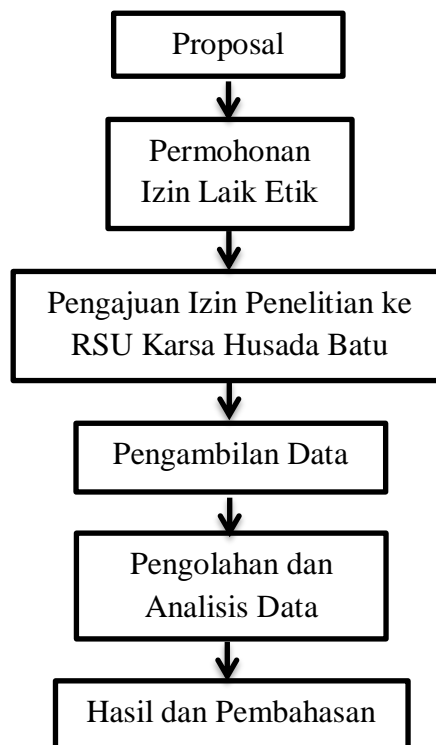 Proposal
Permohonan
Izin Laik Etik
Pengajuan Izin Penelitian ke
RSU Karsa Husada Batu
Pengambilan Data
Pengolahan dan
Analisis Data
Hasil dan Pembahasan